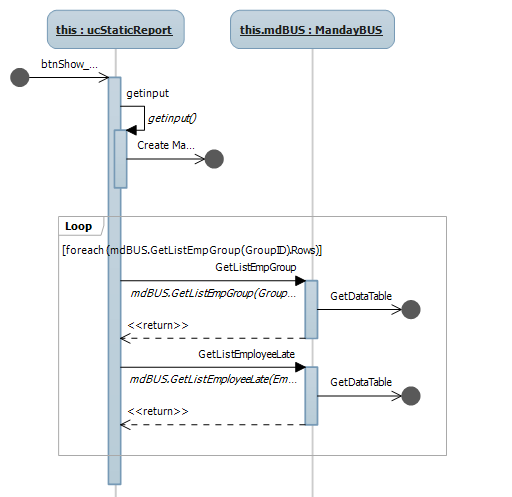 this : ucStaticReport
this.mdBUS : MandayBUS
btnShow_...
getinput
getinput()
Create Ma...
Loop
[foreach (mdBUS.GetListEmpGroup(GroupID).Rows)]
GetListEmpGroup
mdBUS.GetListEmpGroup(Group...
GetDataTable
<<return>>
GetListEmployeeLate
mdBUS.GetListEmployeeLate(Em...
GetDataTable
<<return>>